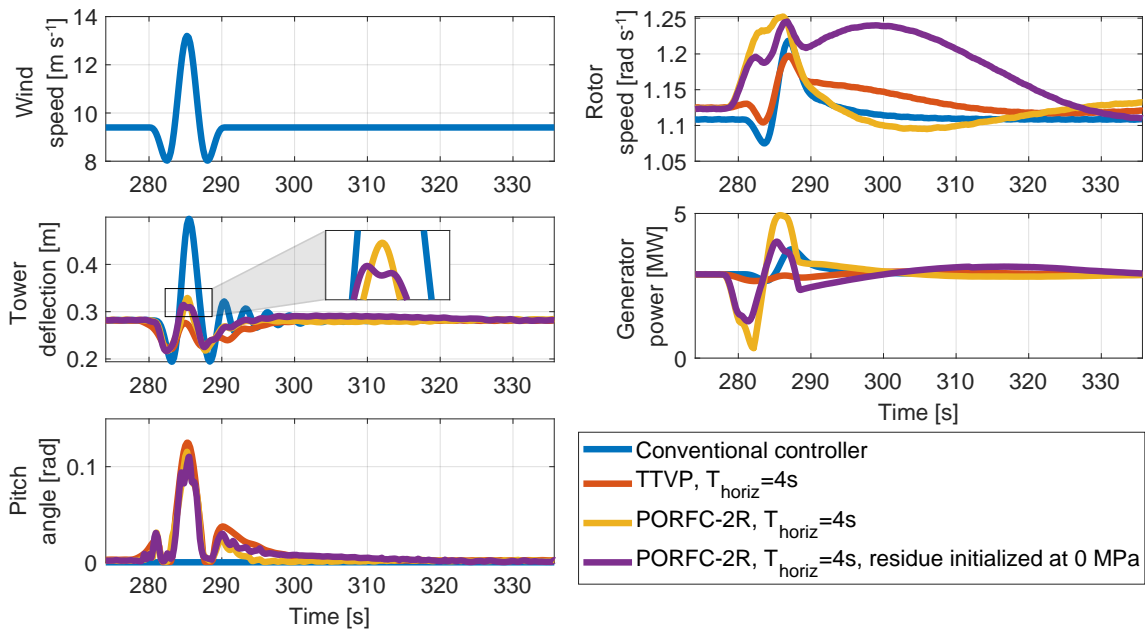 Wind
speed [m s-1]
14
12
10
8
280 290 300 310 320 330
Rotor
speed [rad s-1]
1.25
1.2
1.15
1.1
1.05
280 290 300 310 320 330
Tower
deflection [m]
0.4
0.3
0.2
280 290 300 310 320 330
Generator
power [MW]
5
0
280 290 300 310 320 330
Time [s]
Pitch
angle [rad]
0.1
0
280 290 300 310 320 330
Time [s]
Conventional controller
TTVP, Thoriz=4s
PORFC-2R, Thoriz=4s
PORFC-2R, Thoriz=4s, residue initialized at 0 MPa